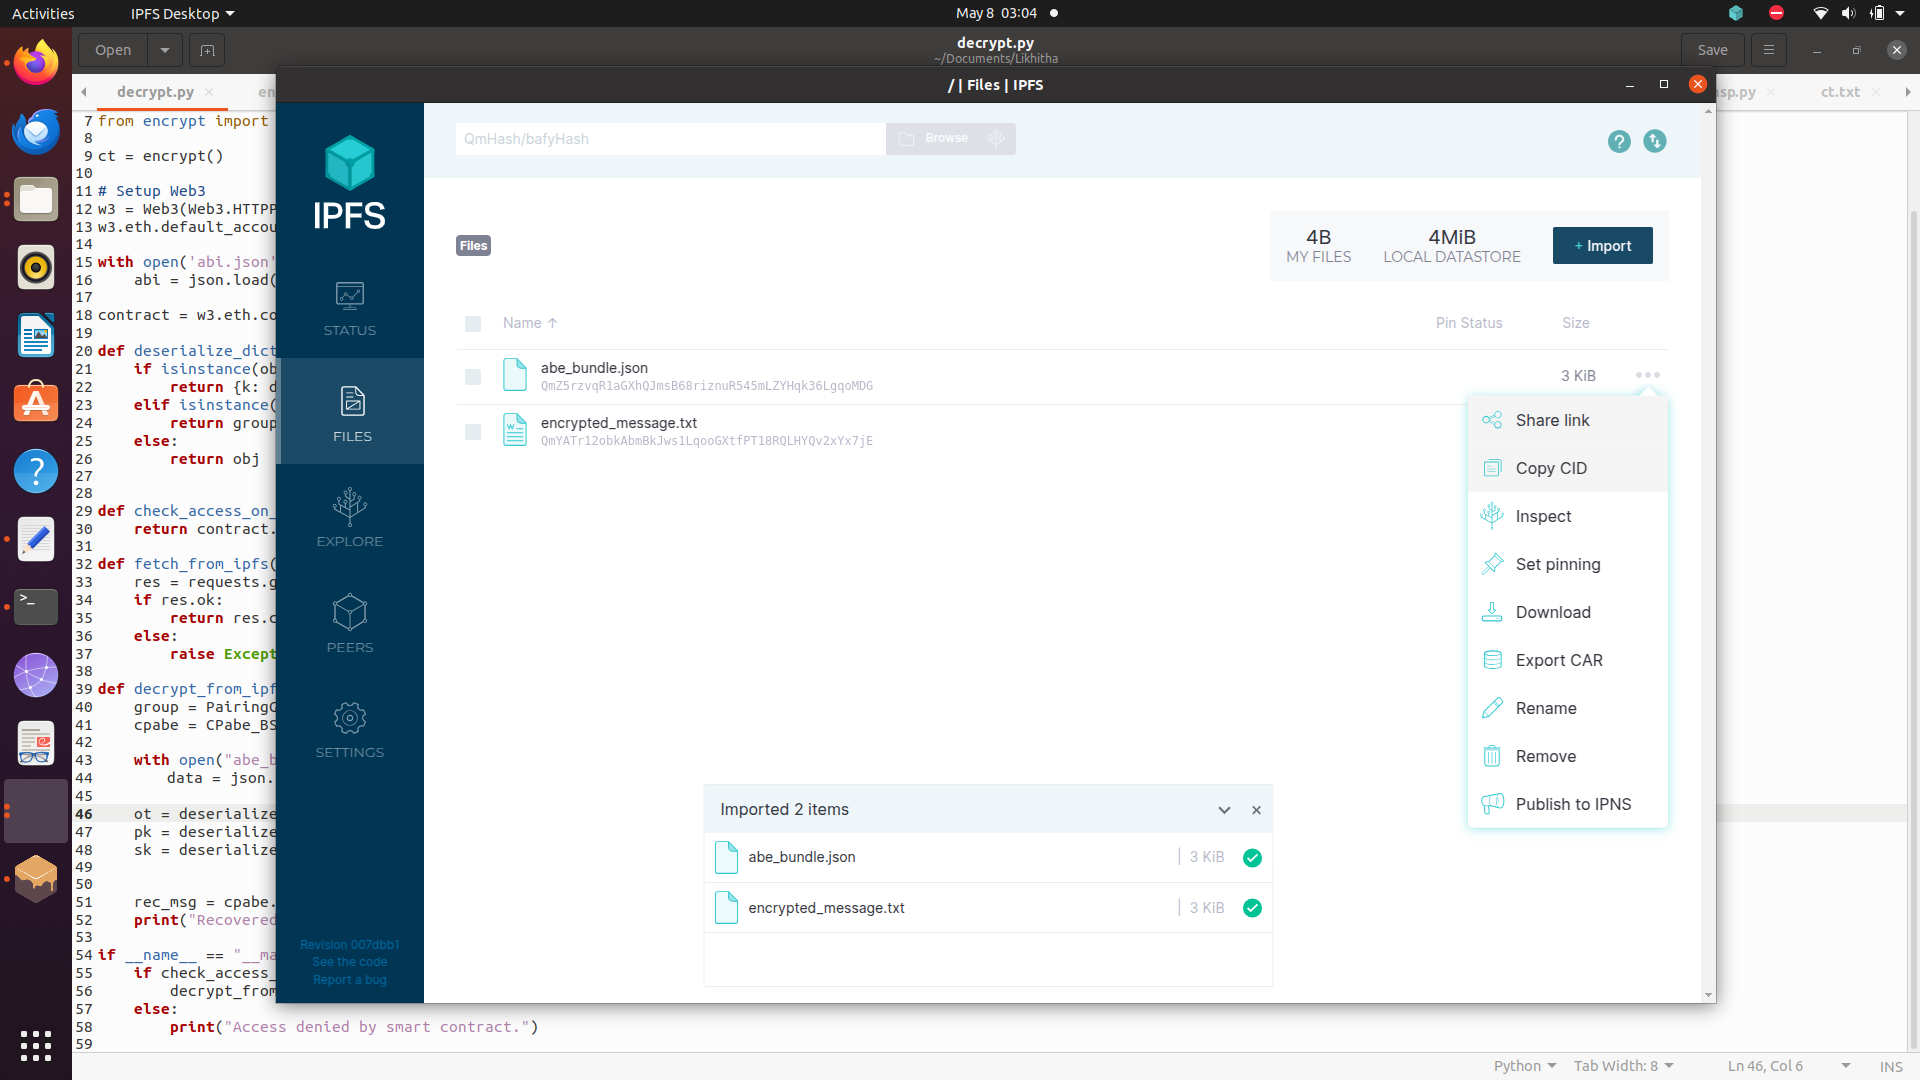 Activities
IPFS Desktop
May 8 03:04
Open
decrypt.py
~/Documents/Likhitha
Save
decrypt.py
en
sp.py
ct.txt
/ | Files | IPFS
7 from encrypt import
8
9 ct = encrypt()
10
11 # Setup Web3
12 w3 = Web3(Web3.HTTPP
13 w3.eth.default_accou
14
15 with open('abi.json'
16 abi = json.load(
17
18 contract = w3.eth.co
19
20 def deserialize_dict
21 if isinstance(ob
22 return {k: d
23 elif isinstance(
24 return group
25 else:
26 return obj
27
28
29 def check_access_on_
30 return contract.
31
32 def fetch_from_ipfs(
33 res = requests.g
34 if res.ok:
35 return res.c
36 else:
37 raise Except
38
39 def decrypt_from_ipf
40 group = PairingG
41 cpabe = CPabe_BS
42
43 with open("abe_b
44 data = json.
45
46 ot = deserialize
47 pk = deserialize
48 sk = deserialize
49
50
51 rec_msg = cpabe.
52 print("Recovered
53
54 if __name__ == "__ma
55 if check_access_
56 decrypt_from
57 else:
58 print("Access denied by smart contract.")
59
IPFS
STATUS
FILES
EXPLORE
PEERS
SETTINGS
Revision 007dbb1
See the code
Report a bug
QmHash/bafyHash
Browse
Files
4B
MY FILES
4MiB
LOCAL DATASTORE
+ Import
Name ↑
Pin Status
Size
abe_bundle.json
QmZ5rzvqR1aGXhQJmsB68riznuR545mLZYHqk36LgqoMDG
3 KiB
encrypted_message.txt
QmYATr12obkAbmBkJws1LqooGXtfPT18RQLHYQv2xYx7jE
Share link
Copy CID
Inspect
Set pinning
Download
Export CAR
Rename
Remove
Publish to IPNS
Imported 2 items
abe_bundle.json
| 3 KiB
encrypted_message.txt
| 3 KiB
Python
Tab Width: 8
Ln 46, Col 6
INS